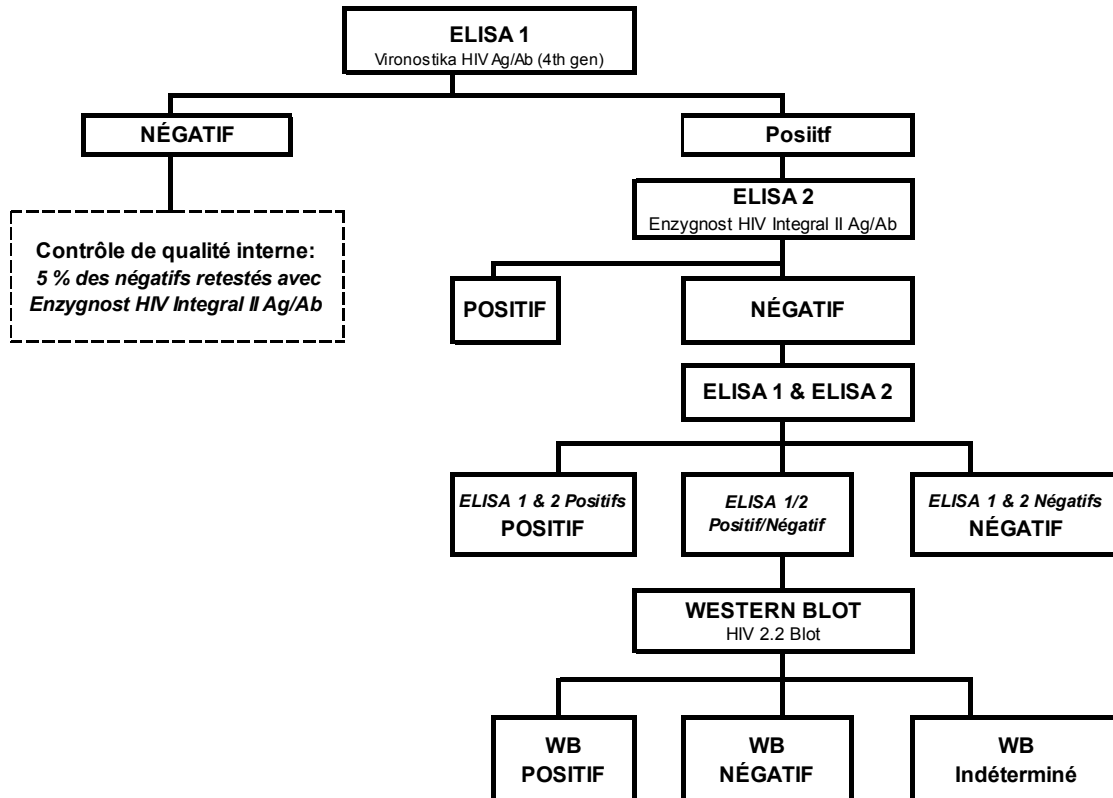 ELISA 1
Vironostika HIV Ag/Ab (4th gen)
NÉGATIF
Posiitf
ELISA 2
Enzygnost HIV Integral II Ag/Ab
Contrôle de qualité interne:
5 % des négatifs retestés avec
Enzygnost HIV Integral II Ag/Ab
POSITIF
NÉGATIF
ELISA 1 & ELISA 2
ELISA 1 & 2 Positifs
POSITIF
ELISA 1/2
Positif/Négatif
ELISA 1 & 2 Négatifs
NÉGATIF
WESTERN BLOT
HIV 2.2 Blot
WB
POSITIF
WB
NÉGATIF
WB
Indéterminé